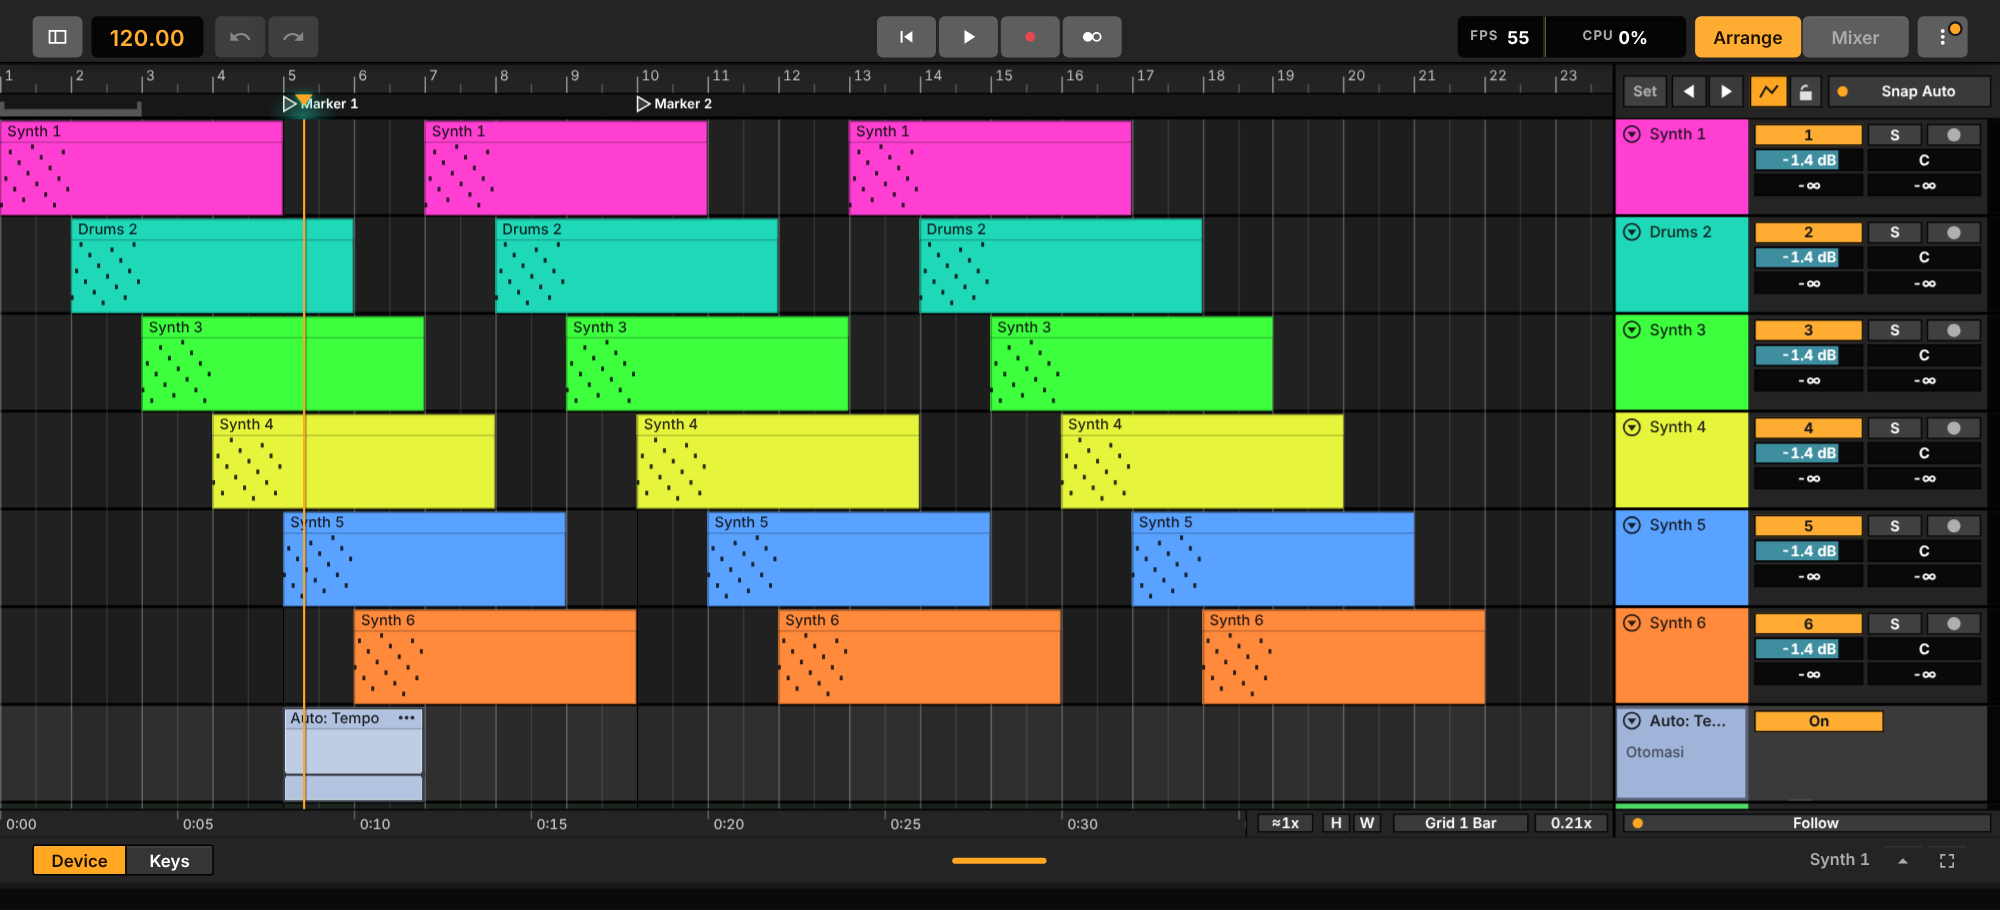 120.00
FPS 55 CPU 0% Arrange Mixer
1 2 3 4 5 6 7 8 9 10 11 12 13 14 15 16 17 18 19 20 21 22 23
Set Snap Auto
Marker 1 Marker 2
Synth 1 Synth 1 Synth 1 Synth 1 1 S
-1.4 dB C
-∞ -∞
Drums 2 Drums 2 Drums 2 Drums 2 2 S
-1.4 dB C
-∞ -∞
Synth 3 Synth 3 Synth 3 Synth 3 3 S
-1.4 dB C
-∞ -∞
Synth 4 Synth 4 Synth 4 Synth 4 4 S
-1.4 dB C
-∞ -∞
Synth 5 Synth 5 Synth 5 Synth 5 5 S
-1.4 dB C
-∞ -∞
Synth 6 Synth 6 Synth 6 Synth 6 6 S
-1.4 dB C
-∞ -∞
Auto: Tempo ••• Auto: Te... On
Otomasi
0:00 0:05 0:10 0:15 0:20 0:25 0:30 ≈1x H W Grid 1 Bar 0.21x Follow
Device Keys Synth 1